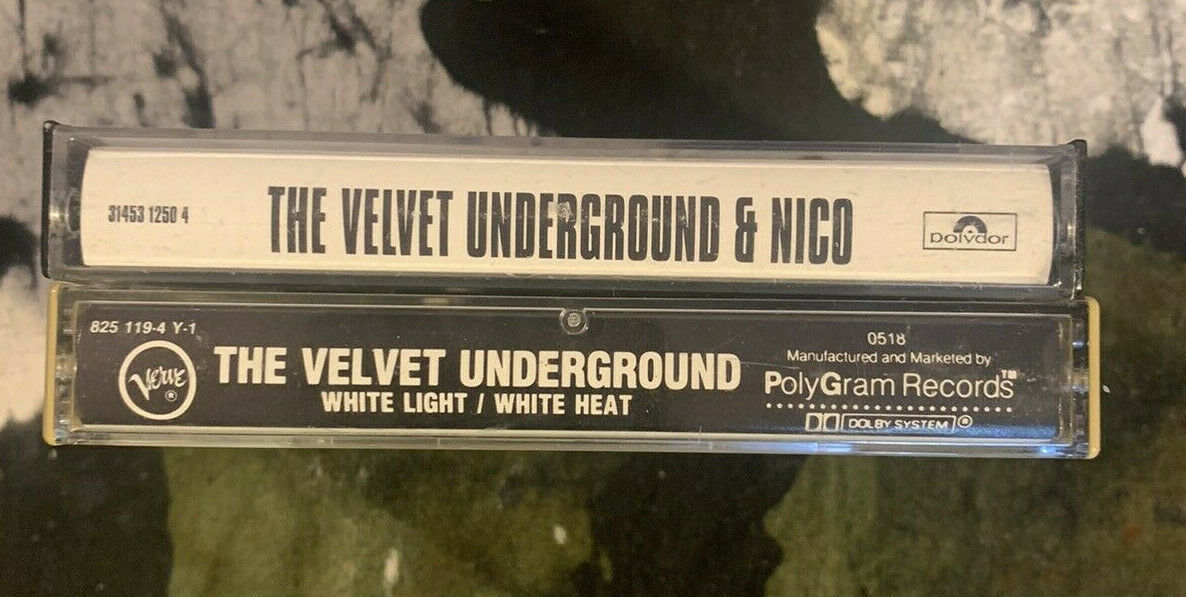 31453 1250 4
THE VELVET UNDERGROUND & NICO
polydor
825 119-4 Y-1
Verve ®
THE VELVET UNDERGROUND
WHITE LIGHT / WHITE HEAT
0518
Manufactured and Marketed by
PolyGram Records™
DOLBY SYSTEM ®